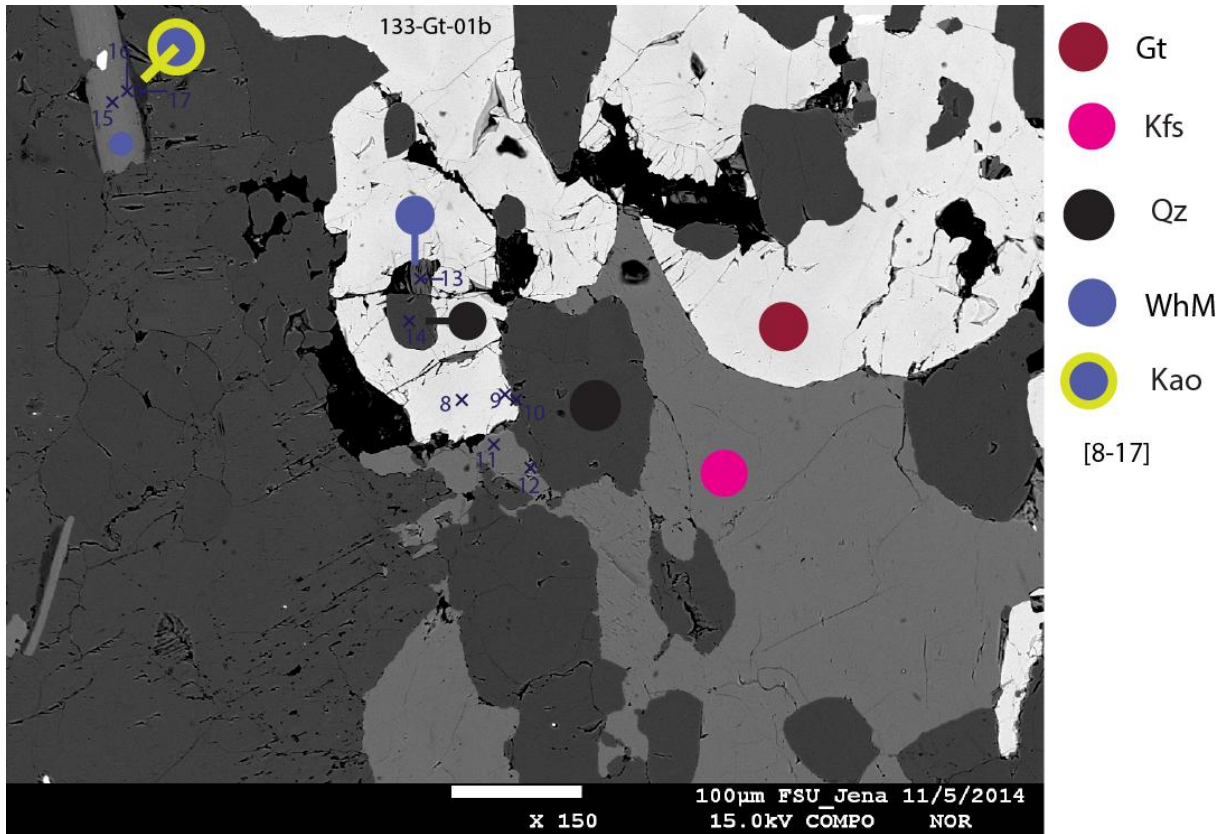 133-Gt-01b
16
17
15
13
14
8
9
10
11
12
Gt
Kfs
Qz
WhM
Kao
[8-17]
100µm FSU_Jena 11/5/2014
X 150 15.0kV COMPO NOR